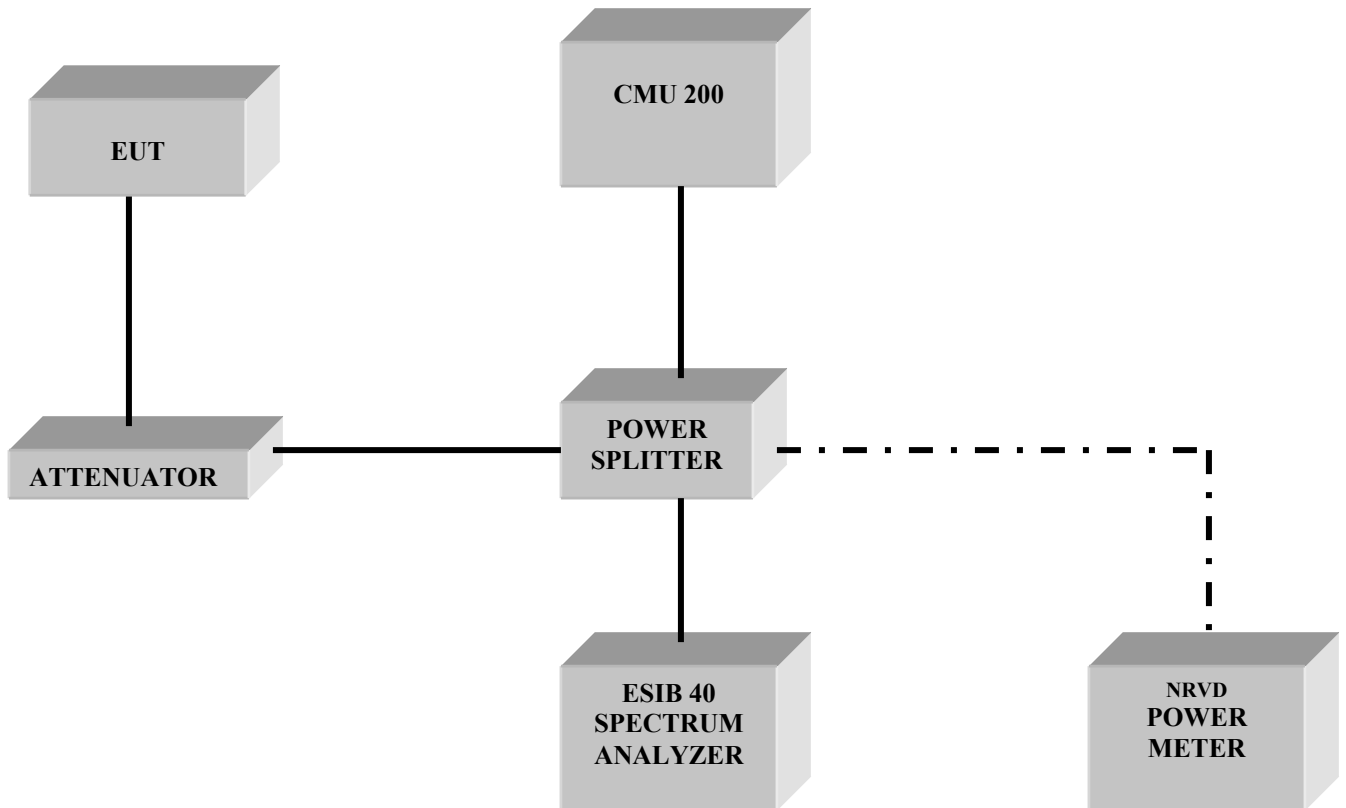 CMU 200
EUT
POWER
SPLITTER
ATTENUATOR
ESIB 40
SPECTRUM
ANALYZER
NRVD
POWER
METER